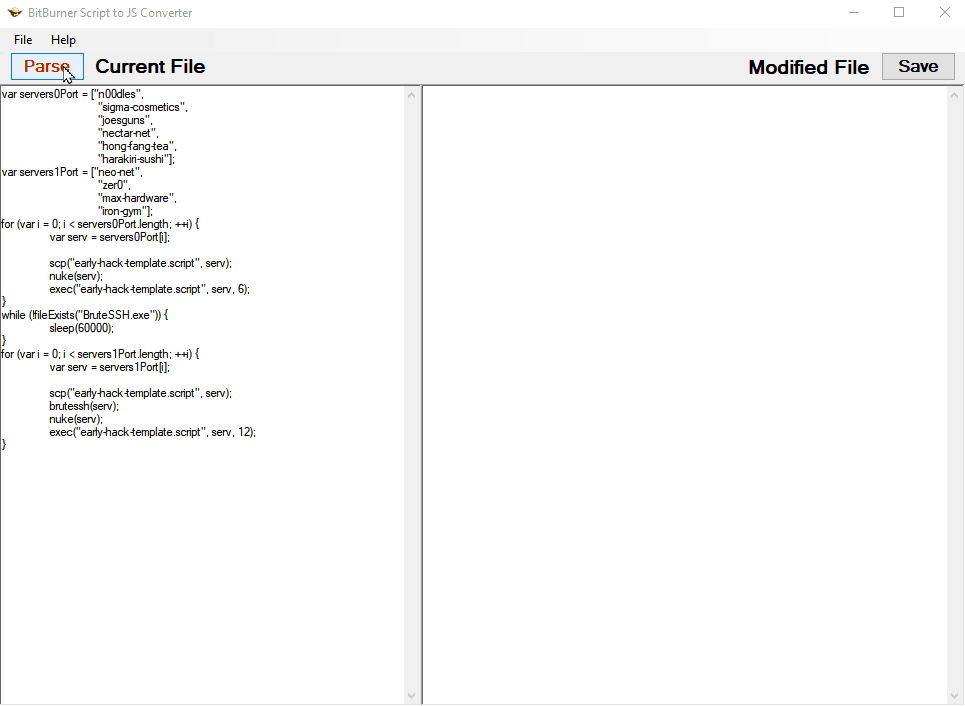 BitBurner Script to JS Converter
File Help
Parse Current File Modified File Save
var servers0Port = ["n00dles",
"sigma-cosmetics",
"joesguns",
"nectar-net",
"hong-fang-tea",
"harakiri-sushi"];
var servers1Port = ["neo-net",
"zer0",
"max-hardware",
"iron-gym"];
for (var i = 0; i < servers0Port.length; ++i) {
var serv = servers0Port[i];
scp("early-hack-template.script", serv);
nuke(serv);
exec("early-hack-template.script", serv, 6);
}
while (!fileExists("BruteSSH.exe")) {
sleep(60000);
}
for (var i = 0; i < servers1Port.length; ++i) {
var serv = servers1Port[i];
scp("early-hack-template.script", serv);
brutessh(serv);
nuke(serv);
exec("early-hack-template.script", serv, 12);
}